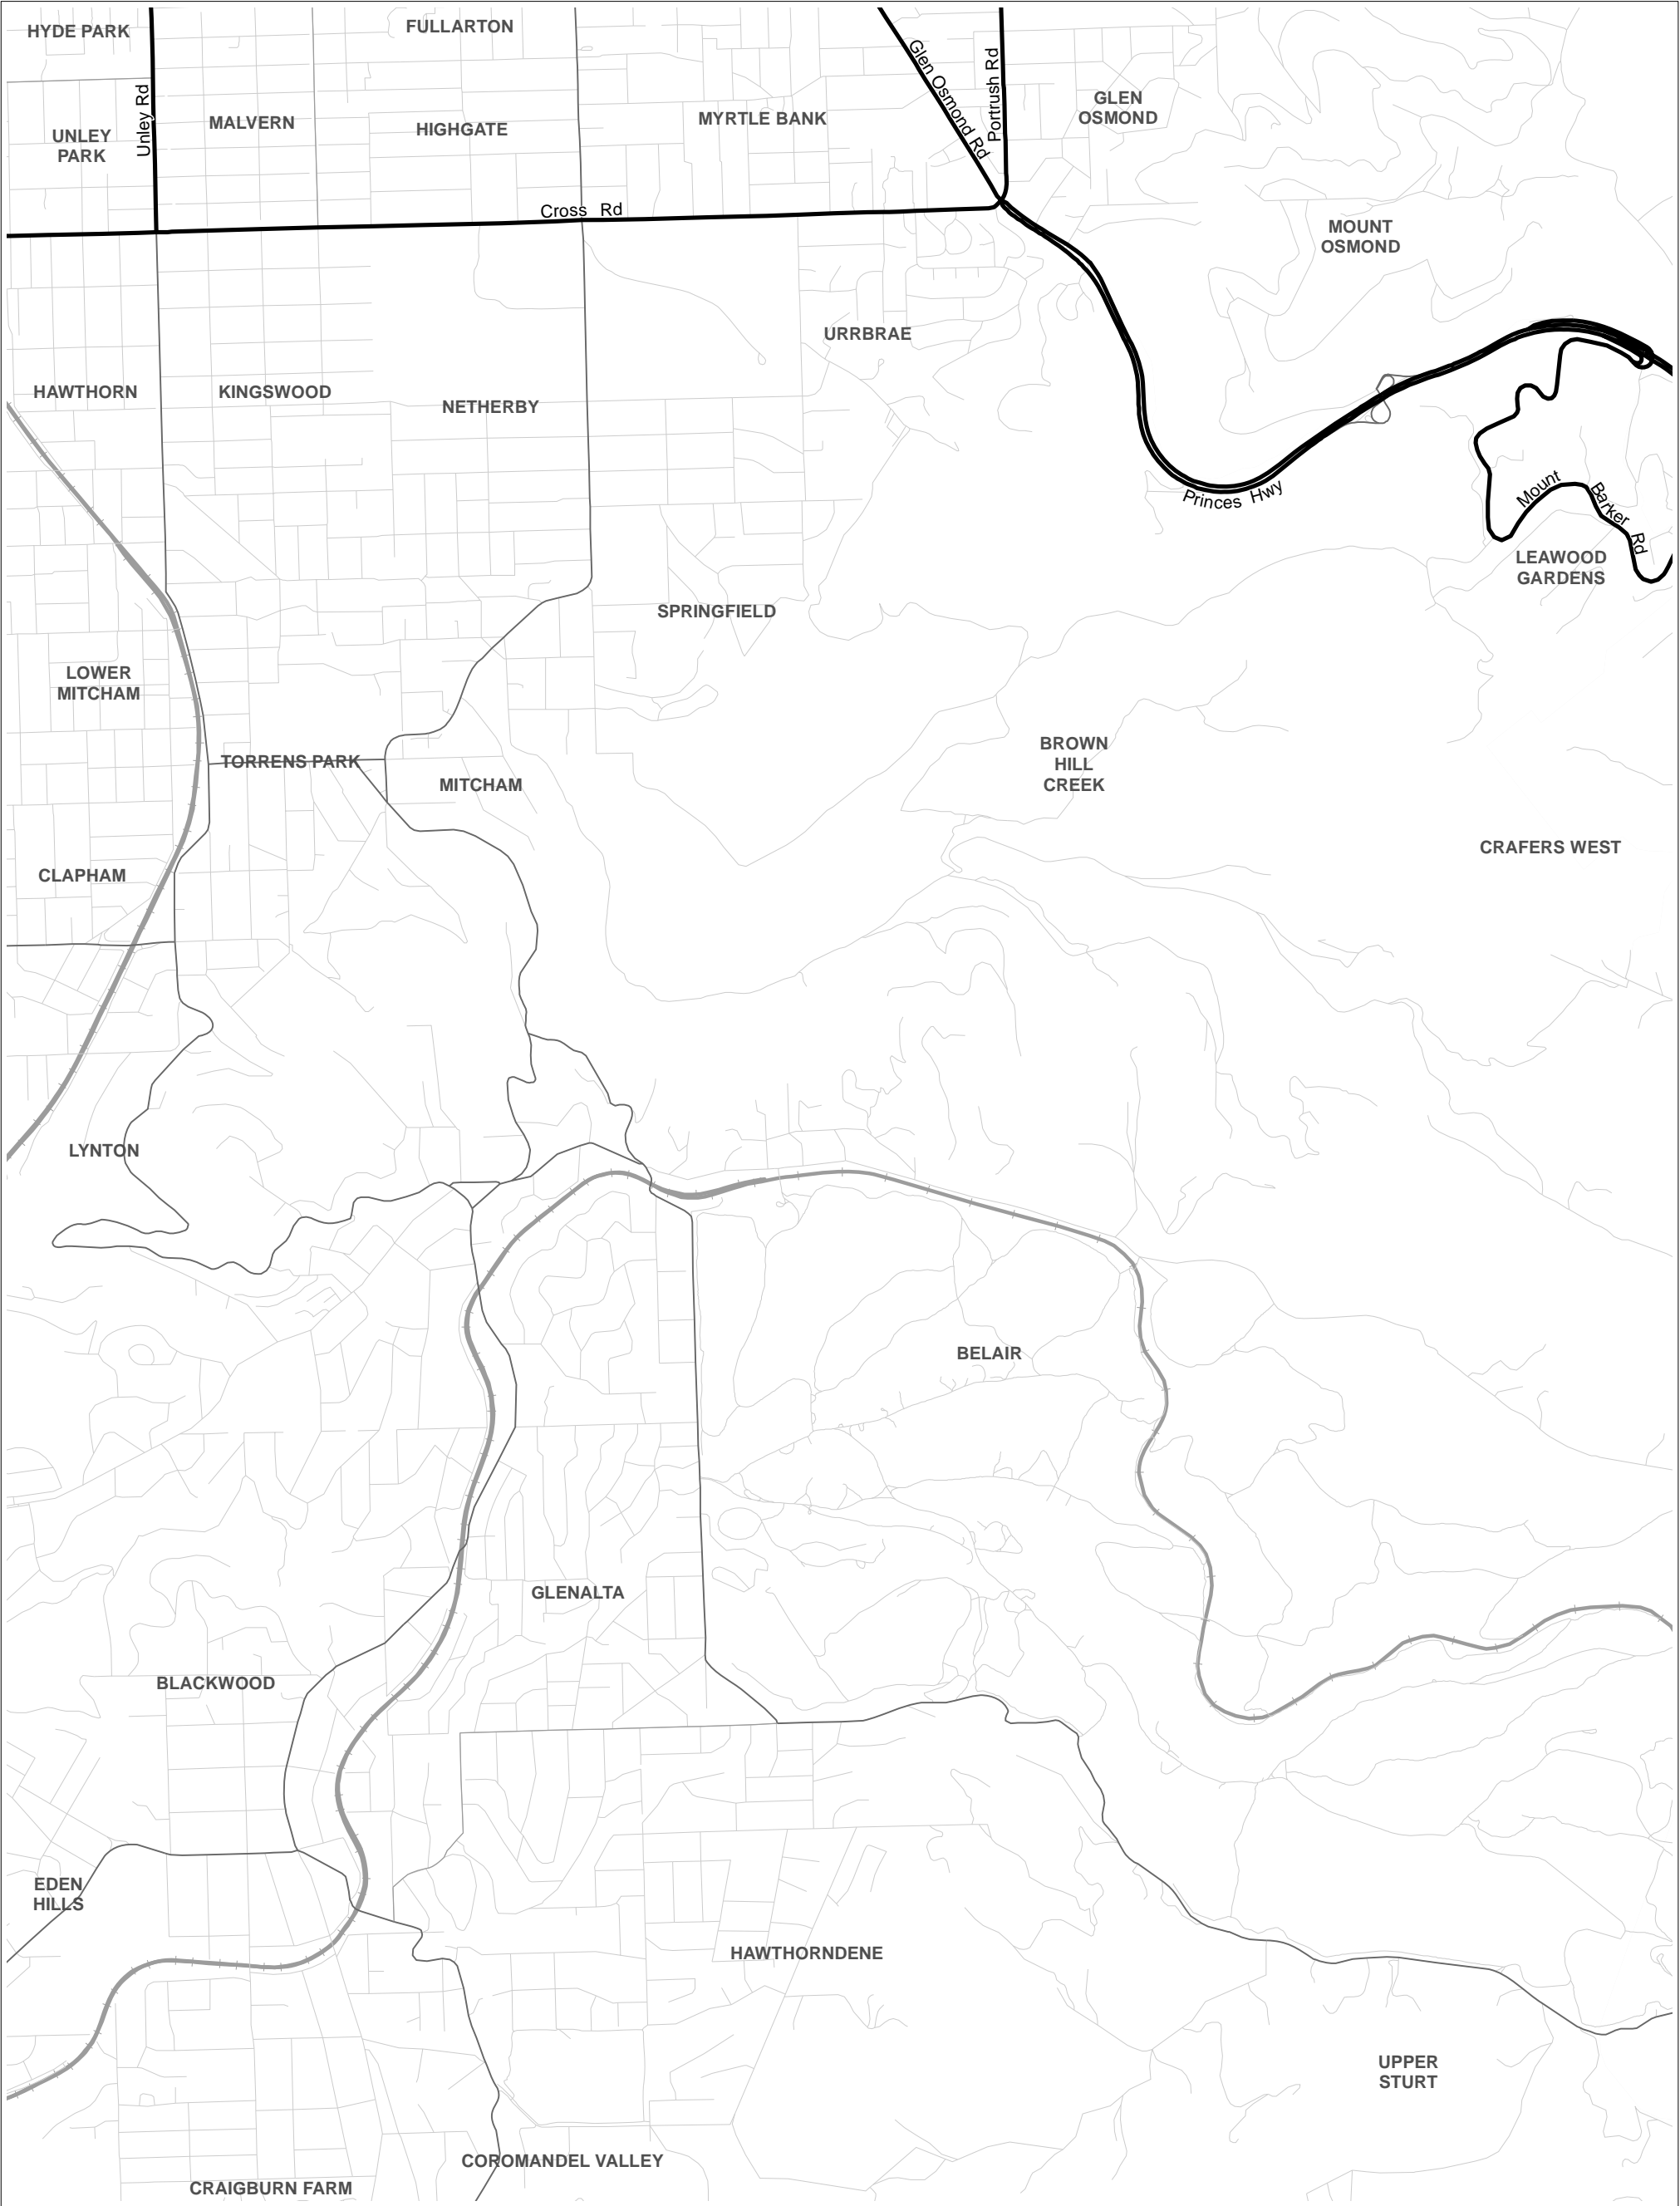 HYDE PARK
FULLARTON
Unley Rd
MALVERN
UNLEY
PARK
HIGHGATE
MYRTLE BANK
Glen Osmond Rd
Portrush Rd
GLEN
OSMOND
Cross Rd
MOUNT
OSMOND
URRBRAE
HAWTHORN
KINGSWOOD
NETHERBY
Princes Hwy
Mount Barker Rd
LEAWOOD
GARDENS
SPRINGFIELD
LOWER
MITCHAM
TORRENS PARK
MITCHAM
BROWN
HILL
CREEK
CRAFERS WEST
CLAPHAM
LYNTON
BELAIR
GLENALTA
BLACKWOOD
EDEN
HILLS
HAWTHORNDENE
UPPER
STURT
COROMANDEL VALLEY
CRAIGBURN FARM